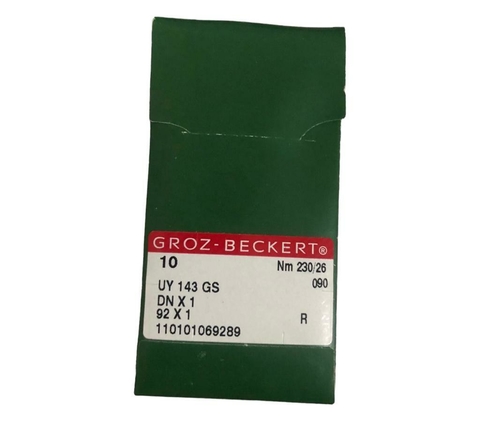 GROZ-BECKERT®
10 Nm 230/26
UY 143 GS 090
DN X 1
92 X 1 R
110101069289